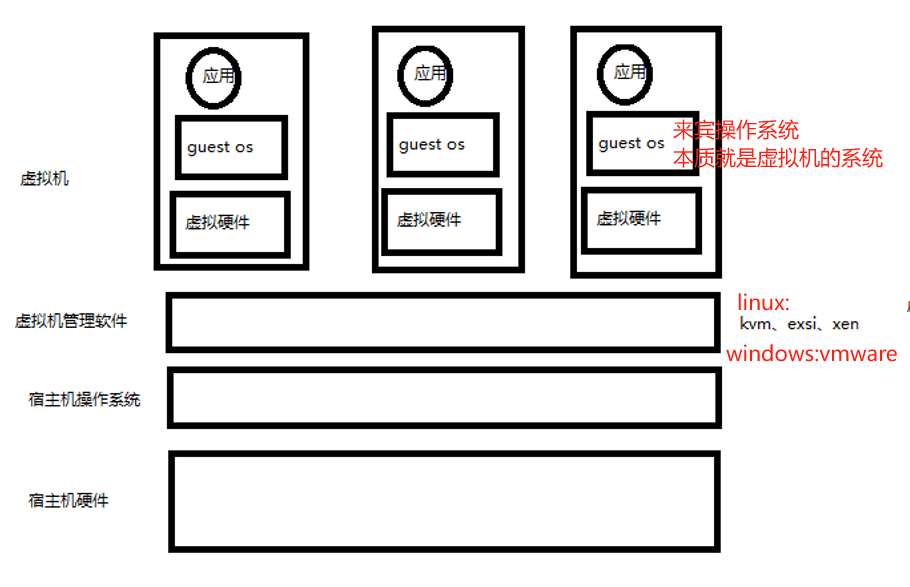 应用
应用
应用
guest os
guest os
guest os
来宾操作系统
本质就是虚拟机的系统
虚拟机
虚拟硬件
虚拟硬件
虚拟硬件
linux:
虚拟机管理软件
kvm、exsi、xen
windows:vmware
宿主机操作系统
宿主机硬件